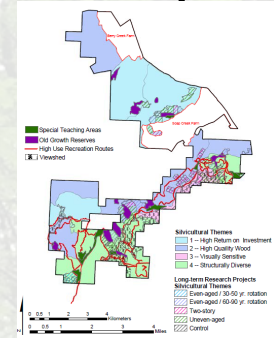 Berry Creek Farm
Soap Creek Farm
Special Teaching Areas
Old Growth Reserves
High Use Recreation Routes
Viewshed
Silvicultural Themes
1 – High Return on Investment
2 – High Quality Wood
3 – Visually Sensitive
4 – Structurally Diverse
Long-term Research Projects
Silvicultural Themes
Even-aged / 30-50 yr. rotation
Even-aged / 60-90 yr. rotation
Two-story
Uneven-aged
Control
0 0.5 1 2 3 4
Kilometers
0 0.5 1 2 3 4
Miles